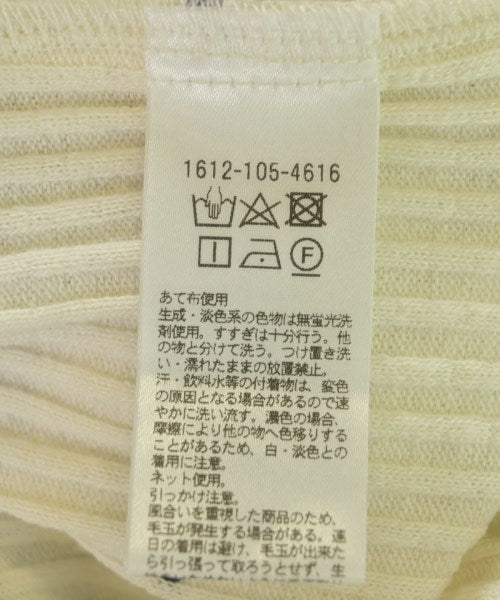 1612-105-4616
F
あて布使用
生成・淡色系の色物は無蛍光洗
剤使用。すすぎは十分行う。他
の物と分けて洗う。つけ置き洗
い・濡れたままの放置禁止。
汗・飲料水等の付着物は、変色
の原因となる場合があるので速
やかに洗い流す。濃色の場合、
摩擦により他の物へ色移りする
ことがあるため、白・淡色との
着用に注意。
ネット使用。
引っかけ注意。
風合いを重視した商品のため、
毛玉が発生する場合がある。連
日の着用は避け、毛玉が出来た
ら引っ張って取ろうとせず、生